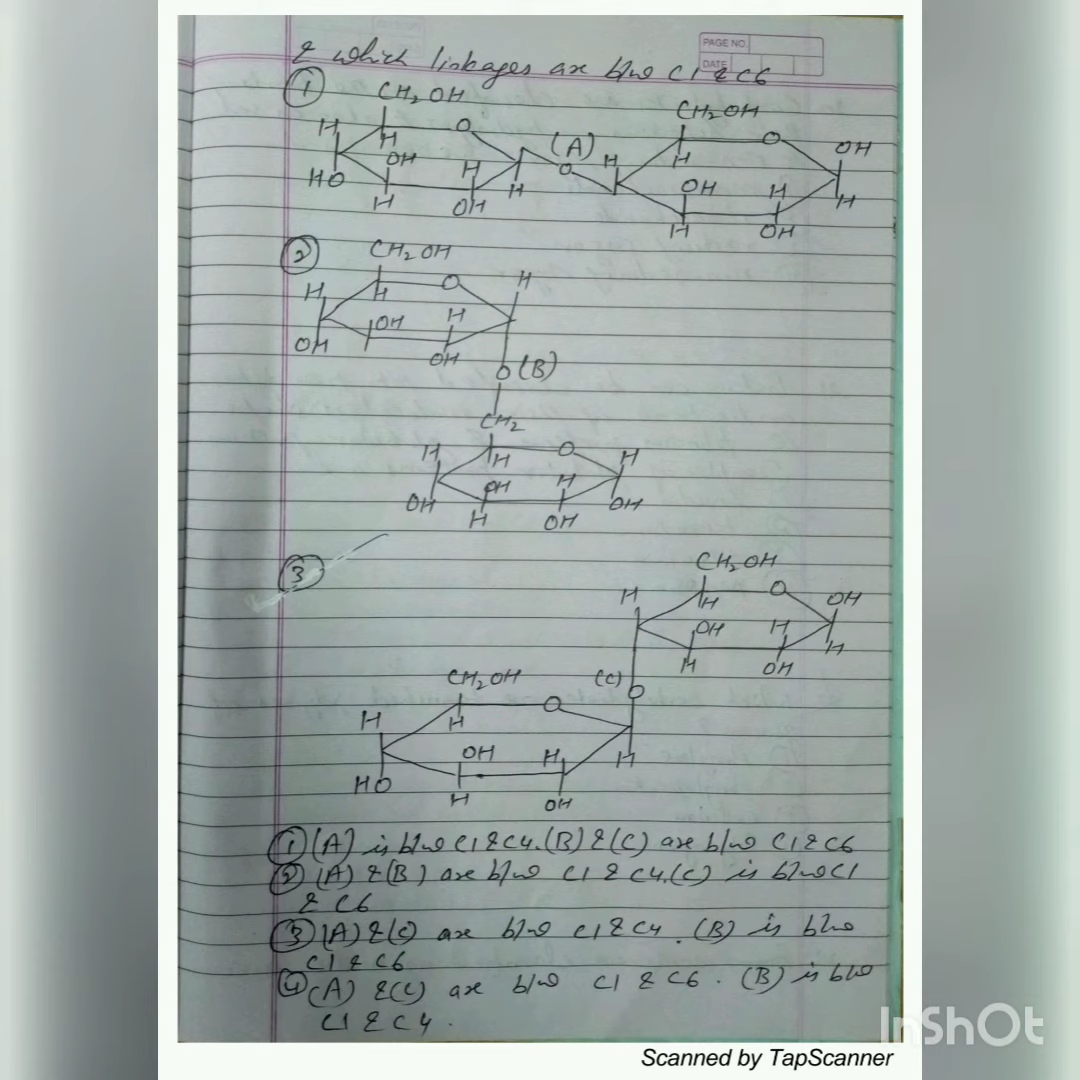 PAGE NO.
DATE
& which linkages are b/w C1 & C6
①
CH₂OH
CH₂OH
H
O
(A)
O
OH
H
OH
H
O
H
H
OH
H
HO
H
H
OH
H
H
OH
②
CH₂OH
H
O
H
H
OH
H
OH
OH
O(B)
CH₂
H
O
H
H
OH
H
OH
H
OH
OH
③
CH₂OH
H
O
OH
H
OH
H
H
H
OH
CH₂OH
(C)
O
O
H
H
OH
H
H
HO
H
OH
① (A) is b/w C1 & C4. (B) & (C) are b/w C1 & C6
② (A) & (B) are b/w C1 & C4. (C) is b/w C1
& C6
③ (A) & (C) are b/w C1 & C4. (B) is b/w
C1 & C6
④ (A) & (C) are b/w C1 & C6. (B) is b/w
C1 & C4.
InShOt
Scanned by TapScanner